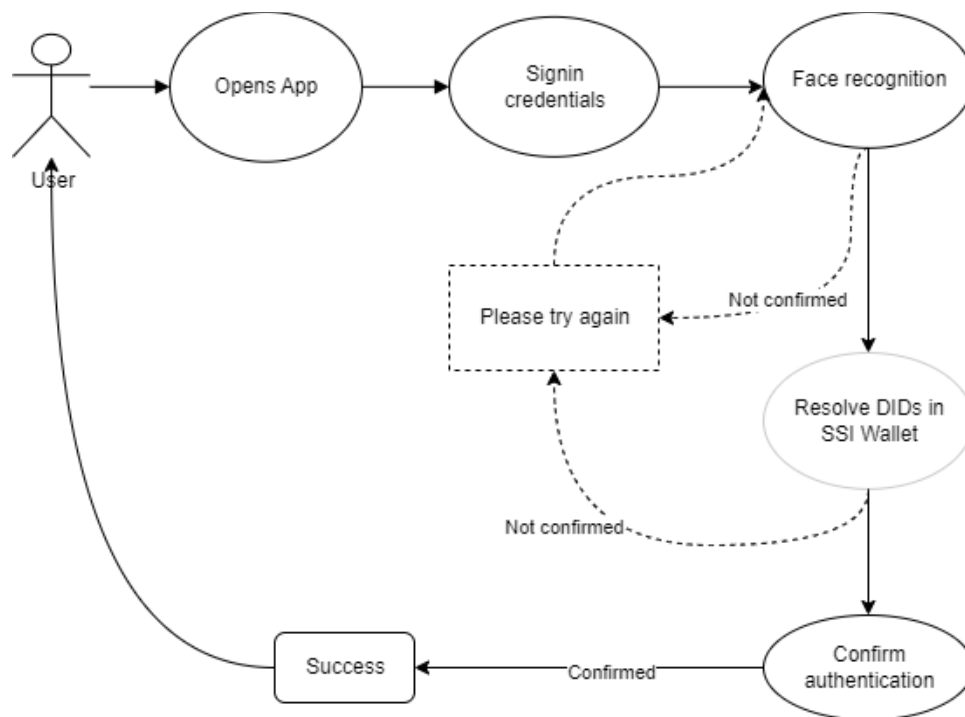 Opens App
Signin
credentials
Face recognition
User
Not confirmed
Please try again
Resolve DIDs in
SSI Wallet
Not confirmed
Success
Confirmed
Confirm
authentication